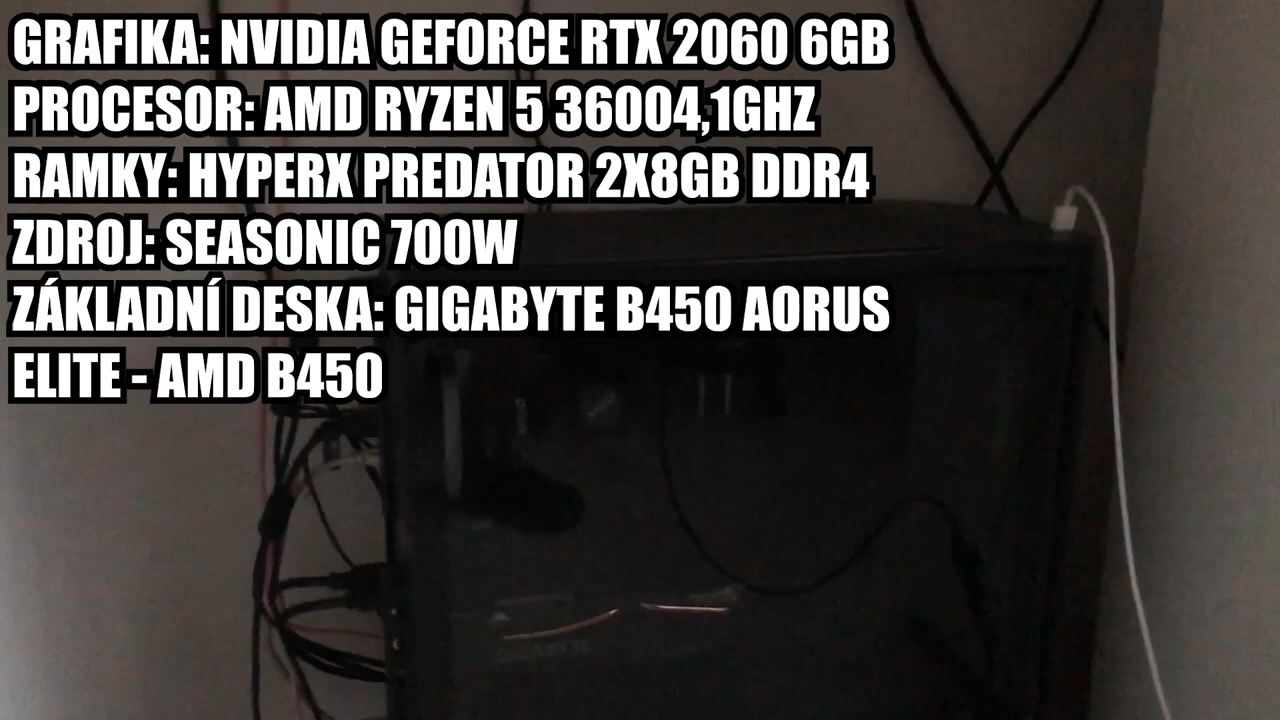 GRAFIKA: NVIDIA GEFORCE RTX 2060 6GB
PROCESOR: AMD RYZEN 5 36004,1GHZ
RAMKY: HYPERX PREDATOR 2X8GB DDR4
ZDROJ: SEASONIC 700W
ZÁKLADNÍ DESKA: GIGABYTE B450 AORUS
ELITE - AMD B450
GIGABYTE